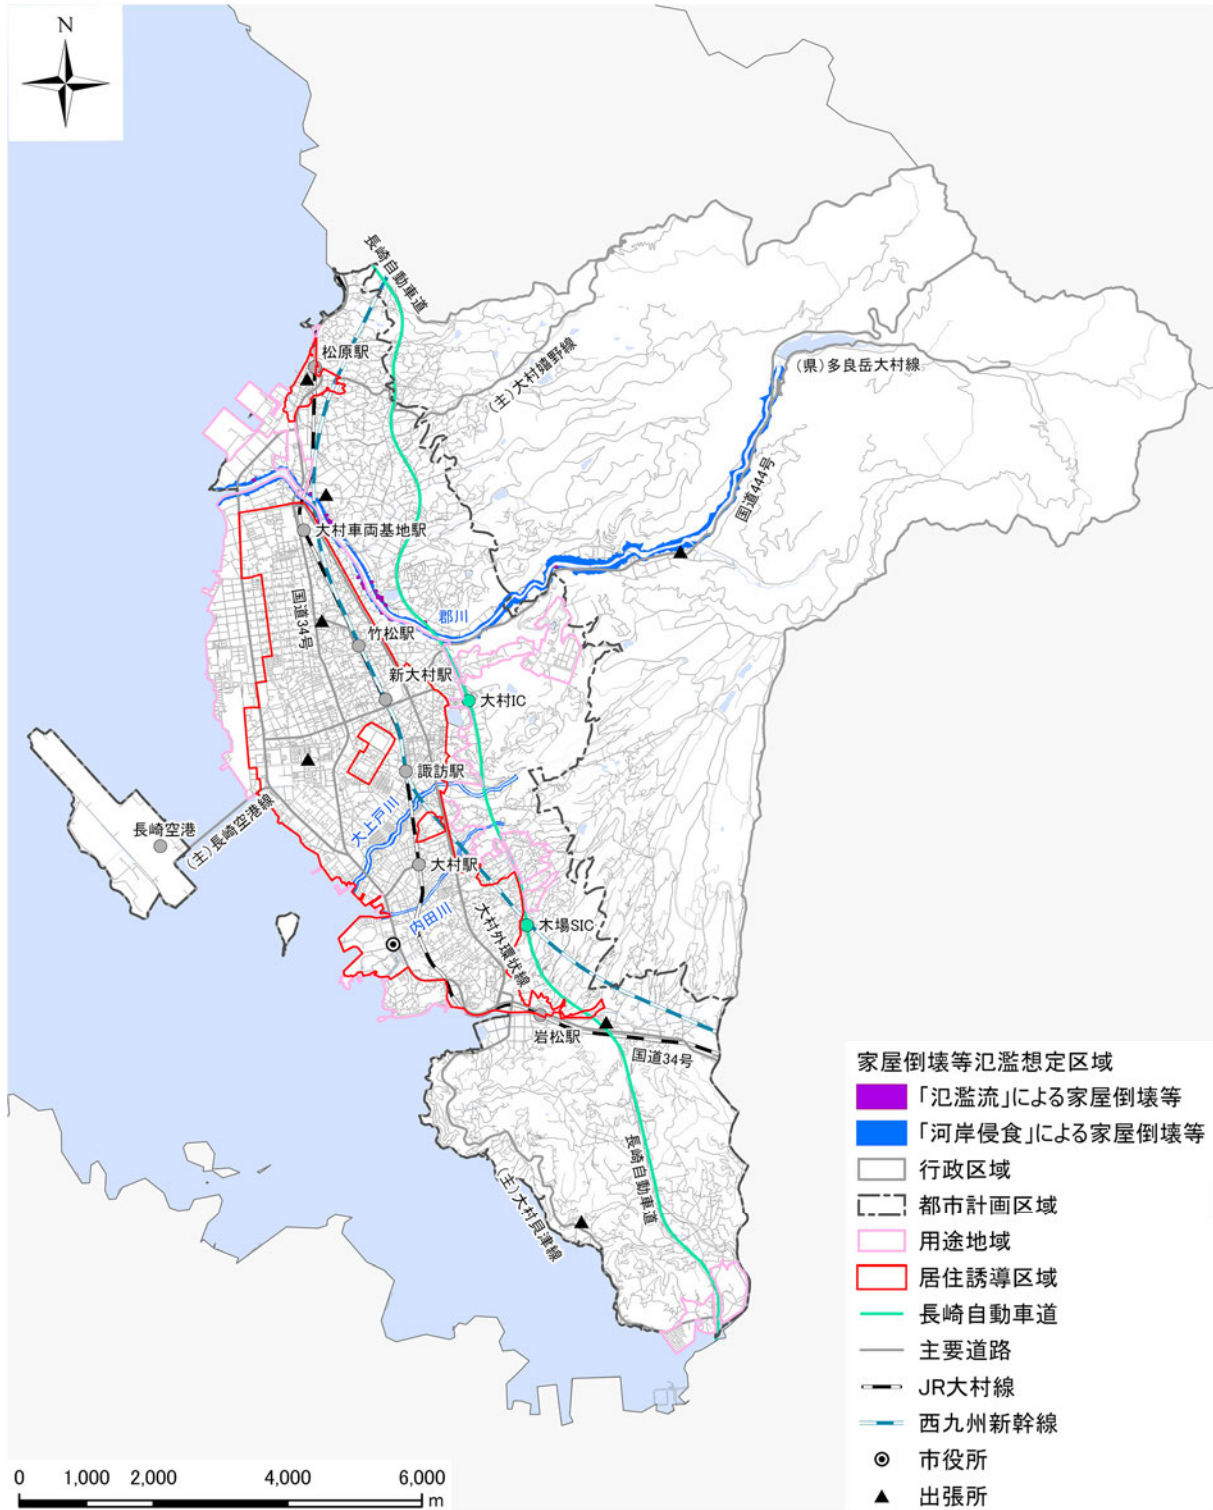 N
長崎自動車道
松原駅
(主)大村嬉野線
(県)多良岳大村線
国道444号
大村車両基地駅
国道34号
竹松駅
郡川
新大村駅
大村IC
諏訪駅
大上戸川
(主)長崎空港線
長崎空港
大村駅
内田川
大村外環状線
木場SIC
岩松駅
国道34号
長崎自動車道
(主)大村貝津線
家屋倒壊等氾濫想定区域
「氾濫流」による家屋倒壊等
「河岸侵食」による家屋倒壊等
行政区域
都市計画区域
用途地域
居住誘導区域
長崎自動車道
主要道路
JR大村線
西九州新幹線
市役所
出張所
0 1,000 2,000 4,000 6,000
m